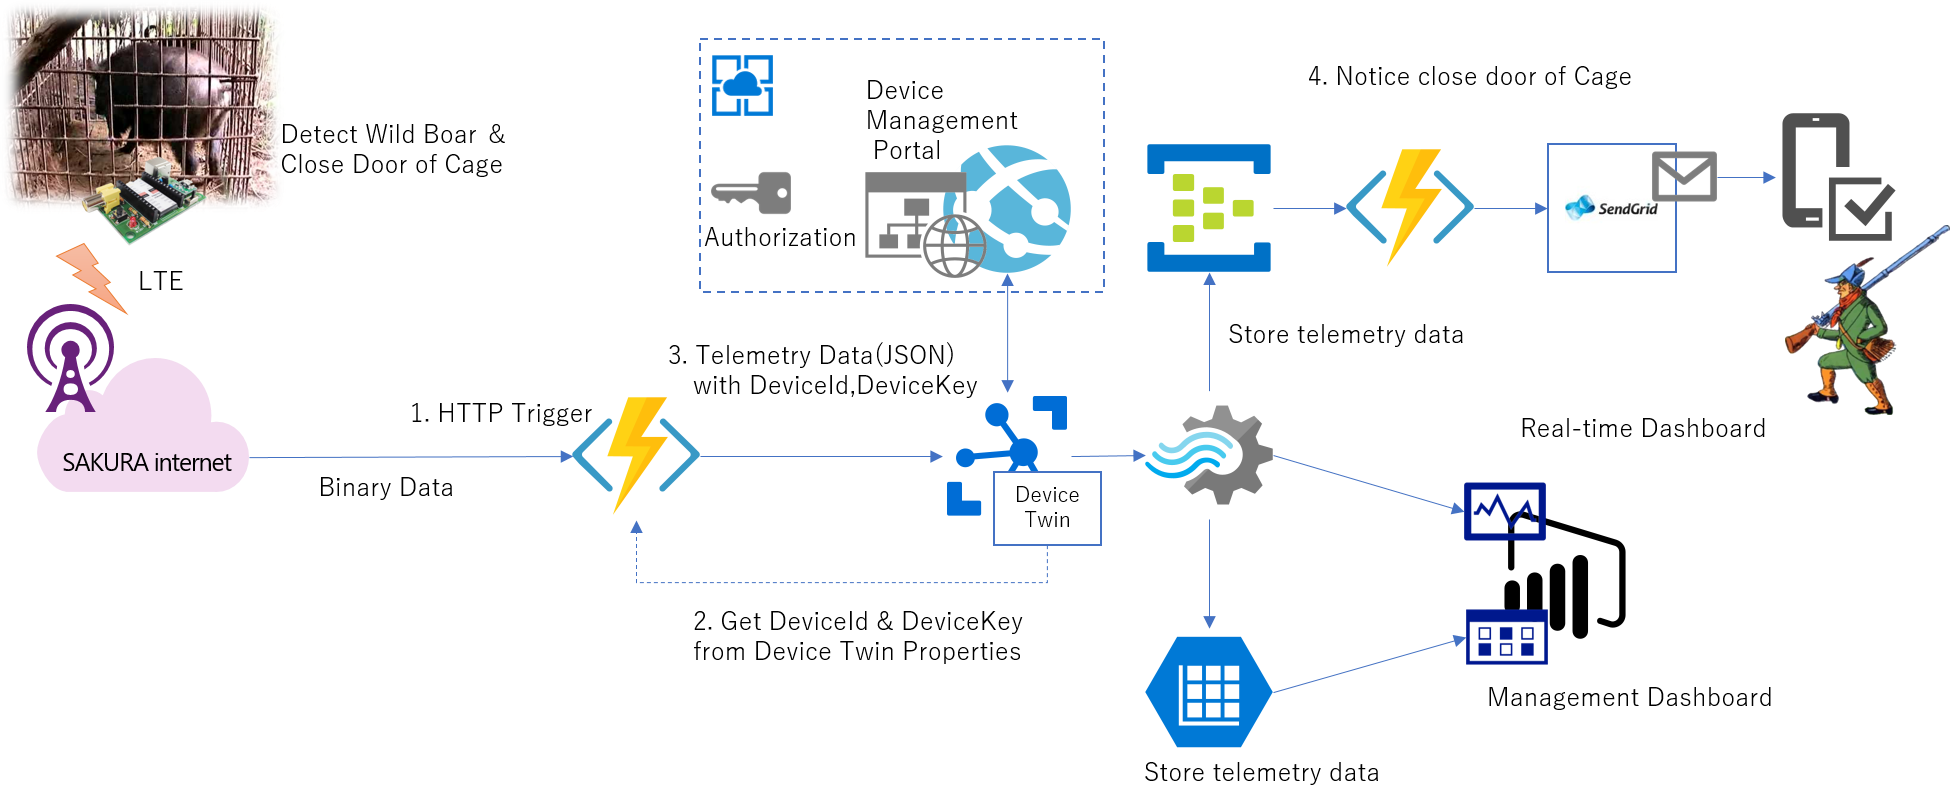 Detect Wild Boar &
Close Door of Cage
LTE
SAKURA internet
Binary Data
1. HTTP Trigger
2. Get DeviceId & DeviceKey
from Device Twin Properties
3. Telemetry Data(JSON)
with DeviceId,DeviceKey
Device
Management
Portal
Authorization
Device
Twin
4. Notice close door of Cage
SendGrid
Store telemetry data
Real-time Dashboard
Management Dashboard
Store telemetry data